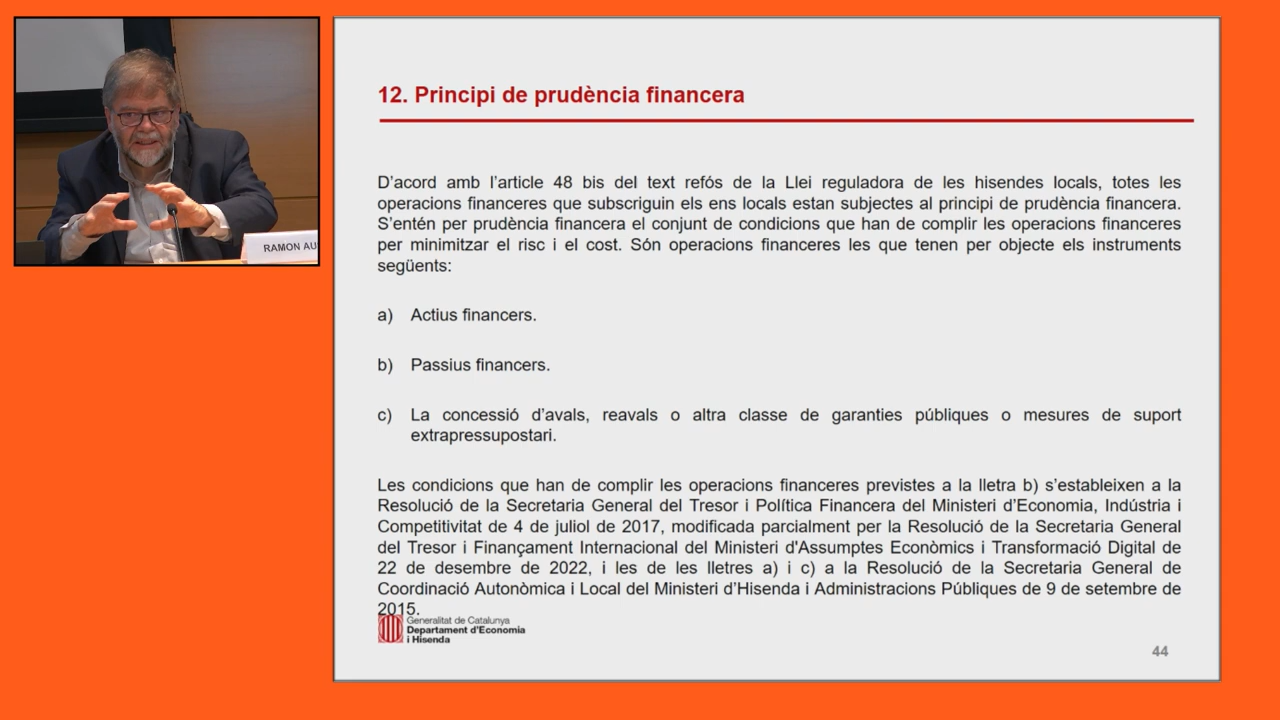 RAMON AU
12. Principi de prudència financera
D’acord amb l’article 48 bis del text refós de la Llei reguladora de les hisendes locals, totes les
operacions financeres que subscriguin els ens locals estan subjectes al principi de prudència financera.
S’entén per prudència financera el conjunt de condicions que han de complir les operacions financeres
per minimitzar el risc i el cost. Són operacions financeres les que tenen per objecte els instruments
següents:
a) Actius financers.
b) Passius financers.
c) La concessió d’avals, reavals o altra classe de garanties públiques o mesures de suport
extrapressupostari.
Les condicions que han de complir les operacions financeres previstes a la lletra b) s’estableixen a la
Resolució de la Secretaria General del Tresor i Política Financera del Ministeri d’Economia, Indústria i
Competitivitat de 4 de juliol de 2017, modificada parcialment per la Resolució de la Secretaria General
del Tresor i Finançament Internacional del Ministeri d'Assumptes Econòmics i Transformació Digital de
22 de desembre de 2022, i les de les lletres a) i c) a la Resolució de la Secretaria General de
Coordinació Autonòmica i Local del Ministeri d’Hisenda i Administracions Públiques de 9 de setembre de
2015.
Generalitat de Catalunya
Departament d’Economia
i Hisenda
44